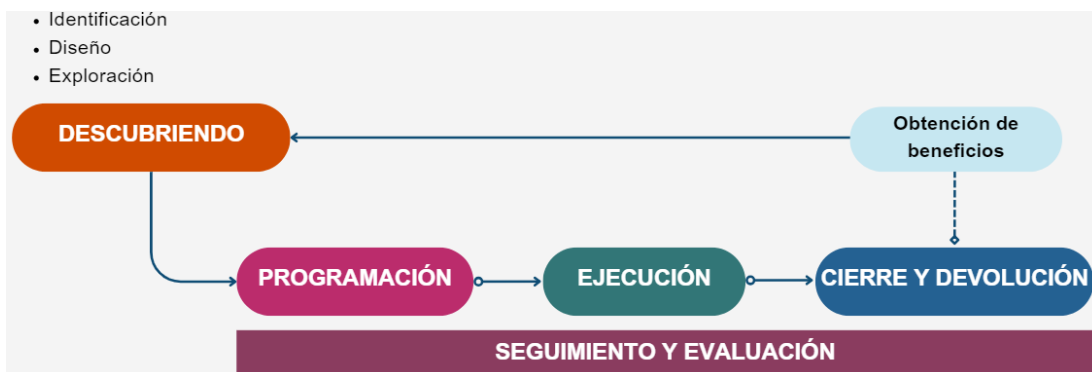 • Identificación
• Diseño
• Exploración
DESCUBRIENDO
Obtención de
beneficios
PROGRAMACIÓN
EJECUCIÓN
CIERRE Y DEVOLUCIÓN
SEGUIMIENTO Y EVALUACIÓN